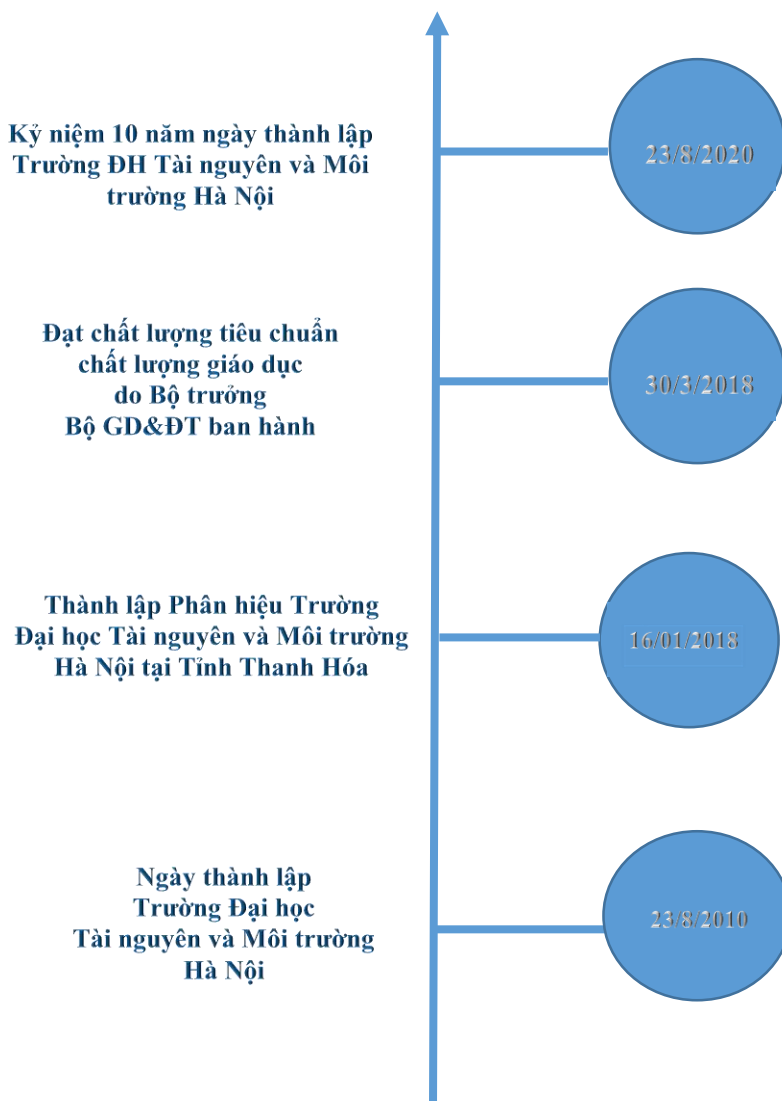 Kỷ niệm 10 năm ngày thành lập
Trường ĐH Tài nguyên và Môi
trường Hà Nội
23/8/2020
Đạt chất lượng tiêu chuẩn
chất lượng giáo dục
do Bộ trưởng
Bộ GD&ĐT ban hành
30/3/2018
Thành lập Phân hiệu Trường
Đại học Tài nguyên và Môi trường
Hà Nội tại Tỉnh Thanh Hóa
16/01/2018
Ngày thành lập
Trường Đại học
Tài nguyên và Môi trường
Hà Nội
23/8/2010